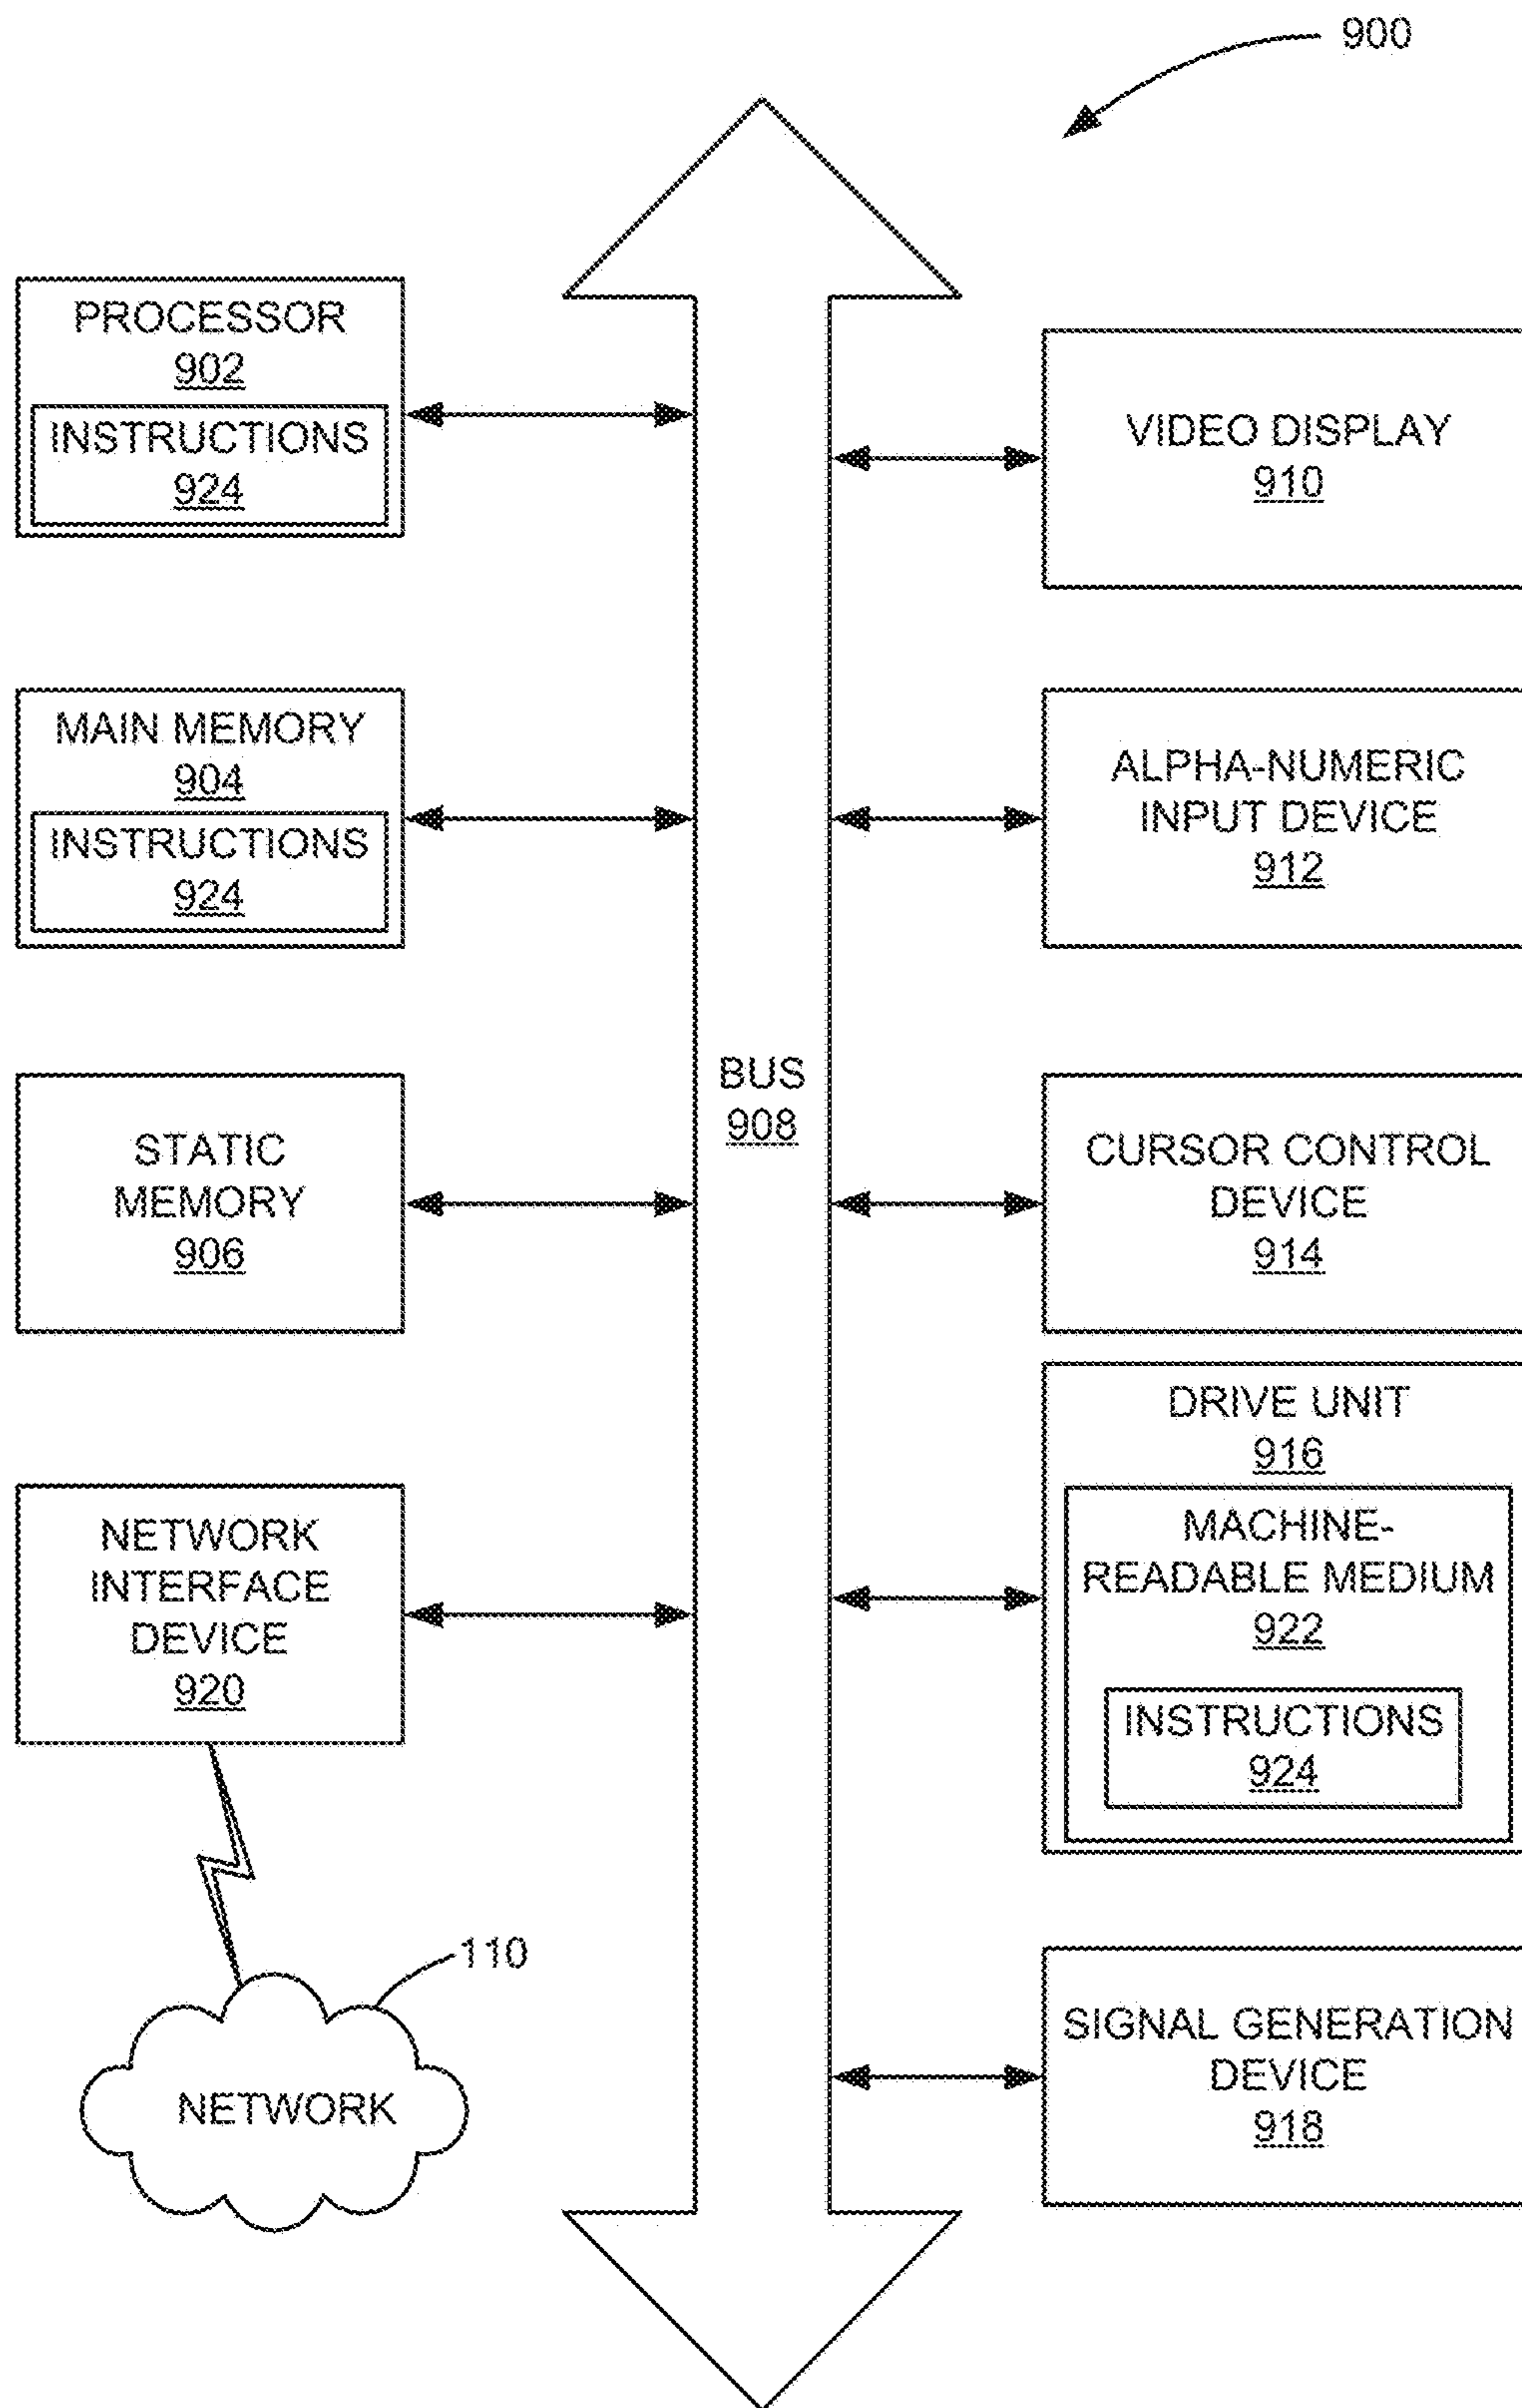 900
PROCESSOR
902
INSTRUCTIONS
924
MAIN MEMORY
904
INSTRUCTIONS
924
STATIC
MEMORY
906
NETWORK
INTERFACE
DEVICE
920
110
NETWORK
BUS
908
VIDEO DISPLAY
910
ALPHA-NUMERIC
INPUT DEVICE
912
CURSOR CONTROL
DEVICE
914
DRIVE UNIT
916
MACHINE-
READABLE MEDIUM
922
INSTRUCTIONS
924
SIGNAL GENERATION
DEVICE
918